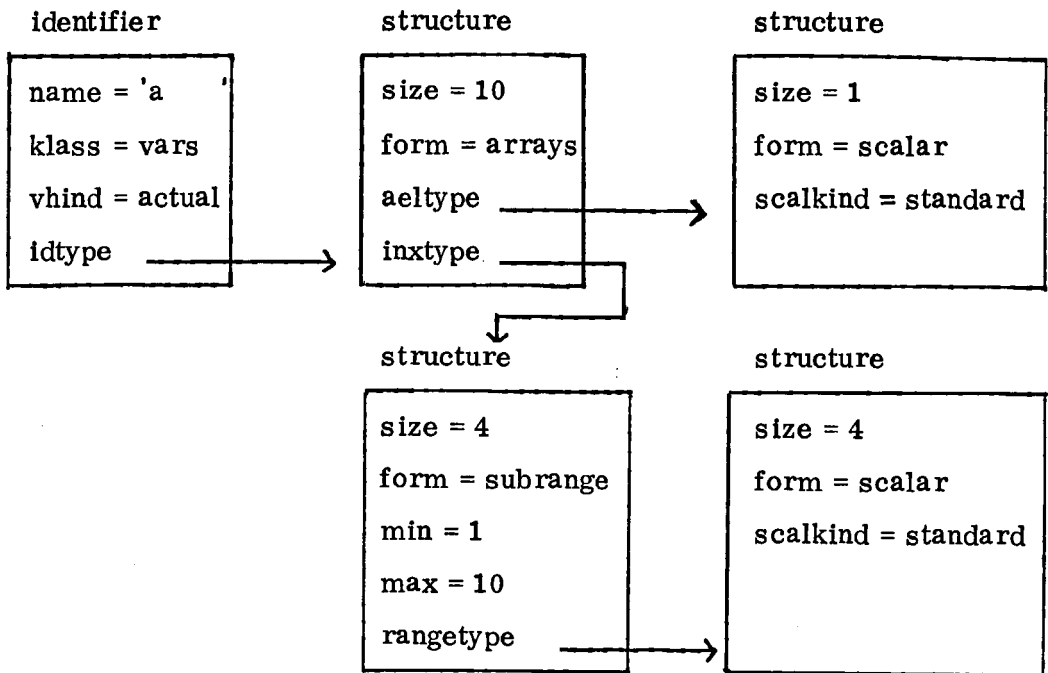 identifier
name = 'a      '
klass = vars
vhind = actual
idtype
structure
size = 10
form = arrays
aeltype
inxtype
structure
size = 1
form = scalar
scalkind = standard
structure
size = 4
form = subrange
min = 1
max = 10
rangetype
structure
size = 4
form = scalar
scalkind = standard